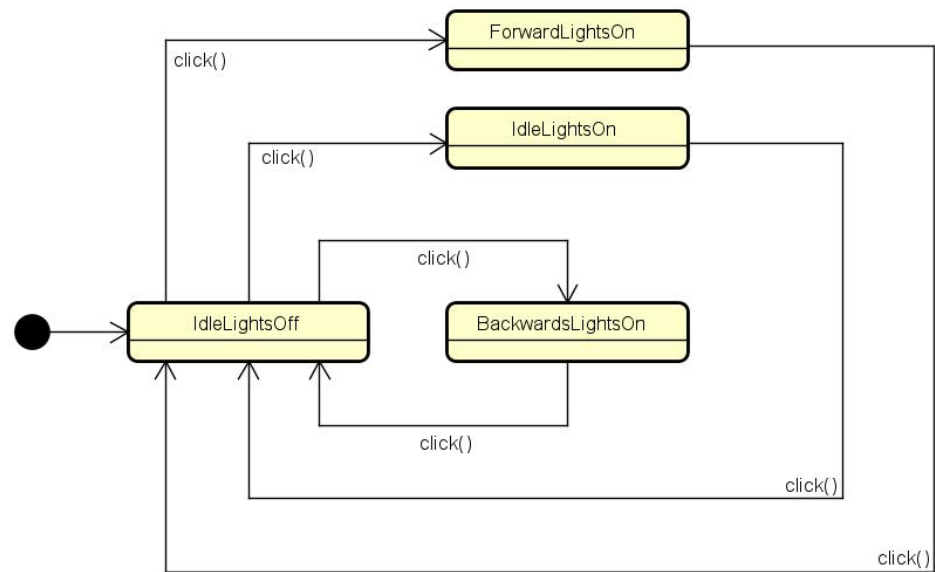 ForwardLightsOn
click()
IdleLightsOn
click()
click()
IdleLightsOff
BackwardsLightsOn
click()
click()
click()